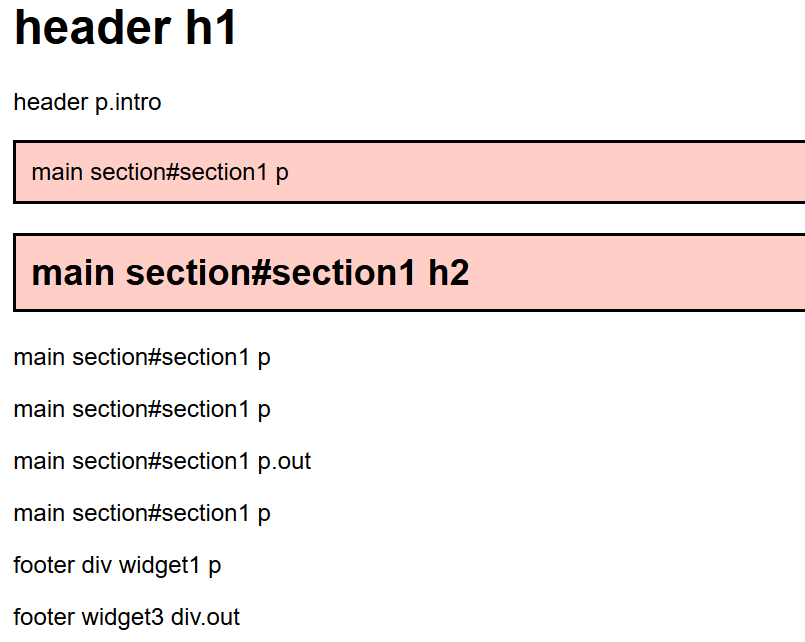 header h1
header p.intro
main section#section1 p
main section#section1 h2
main section#section1 p
main section#section1 p
main section#section1 p.out
main section#section1 p
footer div widget1 p
footer widget3 div.out